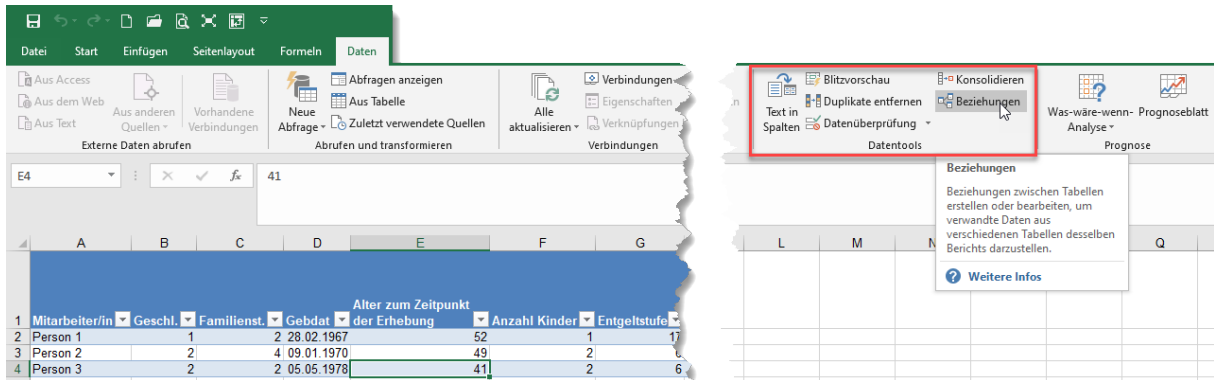 Datei Start Einfügen Seitenlayout Formeln Daten
Aus Access
Aus dem Web
Aus Text
Aus anderen
Quellen
Vorhandene
Verbindungen
Externe Daten abrufen
Neue
Abfrage
Abfragen anzeigen
Aus Tabelle
Zuletzt verwendete Quellen
Abrufen und transformieren
Alle
aktualisieren
Verbindungen
Eigenschaften
Verknüpfungen
Verbindungen
Text in
Spalten
Blitzvorschau
Duplikate entfernen
Datenüberprüfung
Konsolidieren
Beziehungen
Datentools
Was-wäre-wenn-
Analyse
Prognoseblatt
Prognose
E4 fx 41
Beziehungen
Beziehungen zwischen Tabellen
erstellen oder bearbeiten, um
verwandte Daten aus
verschiedenen Tabellen desselben
Berichts darzustellen.
Weitere Infos
A B C D E F G L M N Q
Alter zum Zeitpunkt
1 Mitarbeiter/in Geschl. Familienst. Gebdat der Erhebung Anzahl Kinder Entgeltstufe
2 Person 1 1 2 28.02.1967 52 1 17
3 Person 2 2 4 09.01.1970 49 2
4 Person 3 2 2 05.05.1978 41 2 6